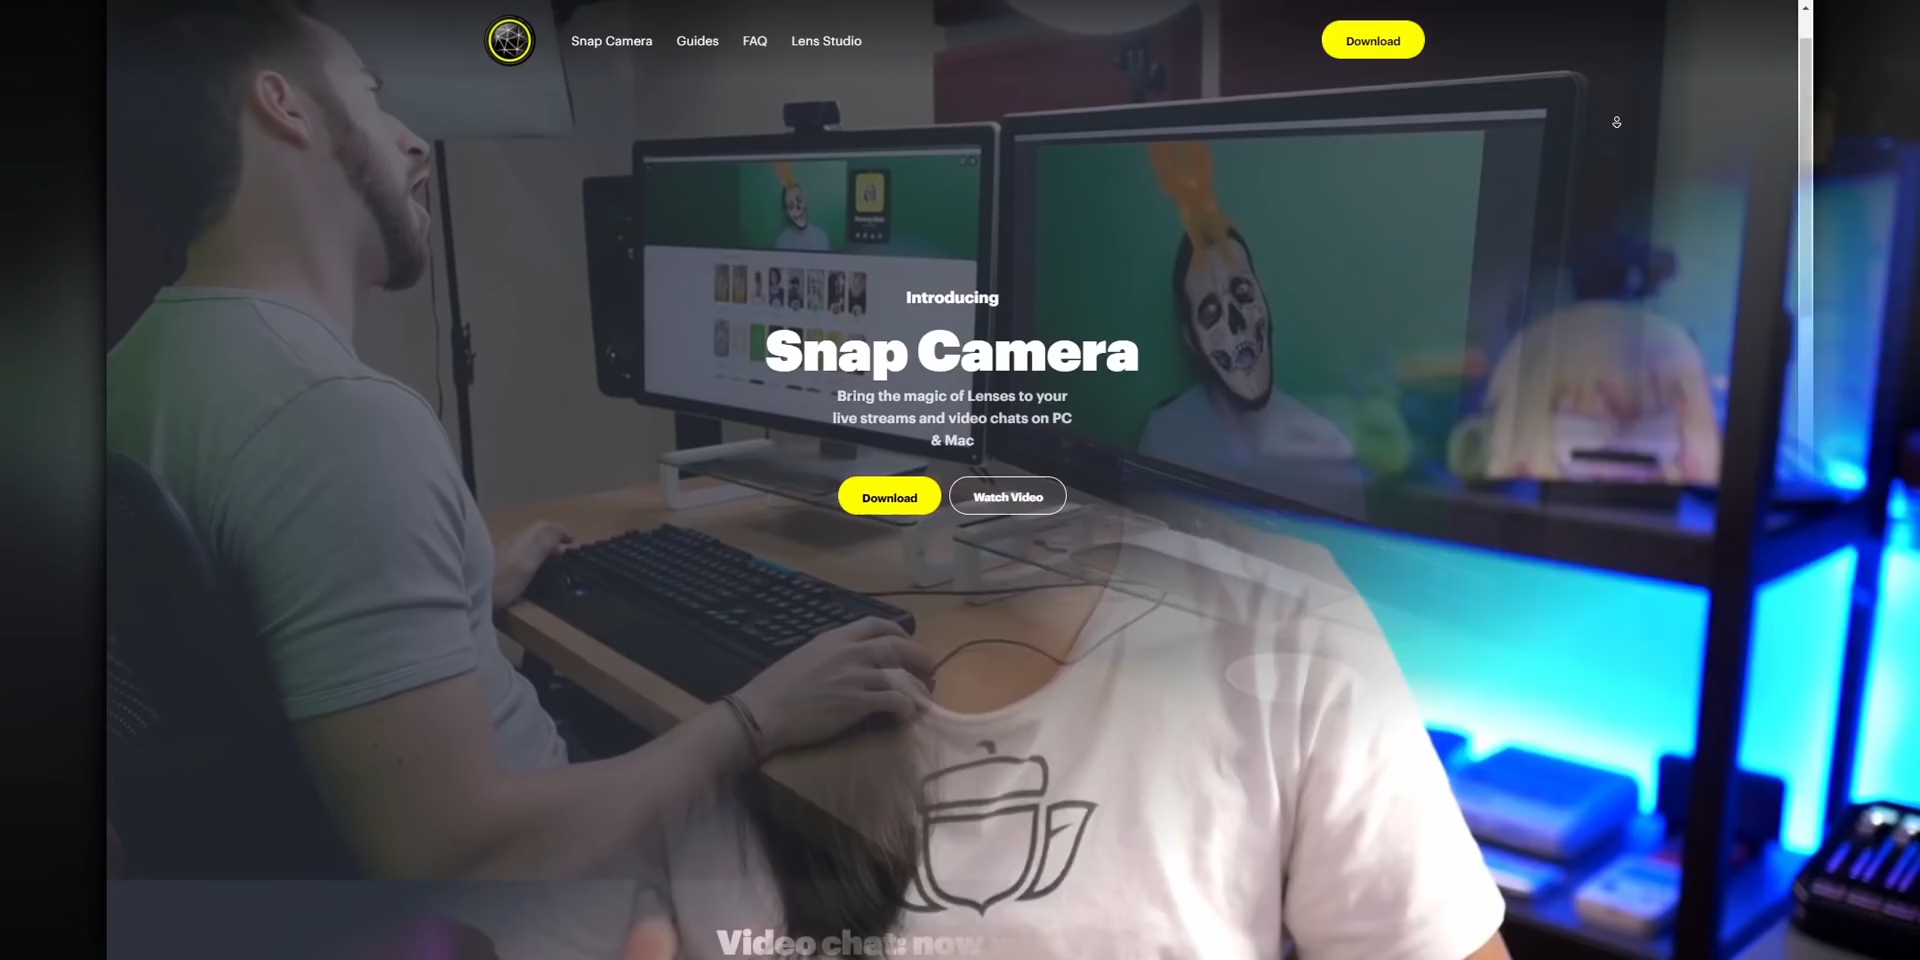 Snap Camera
Guides
FAQ
Lens Studio
Download
Introducing
Snap Camera
Bring the magic of Lenses to your
live streams and video chats on PC
& Mac
Download
Watch Video
Video chat: now